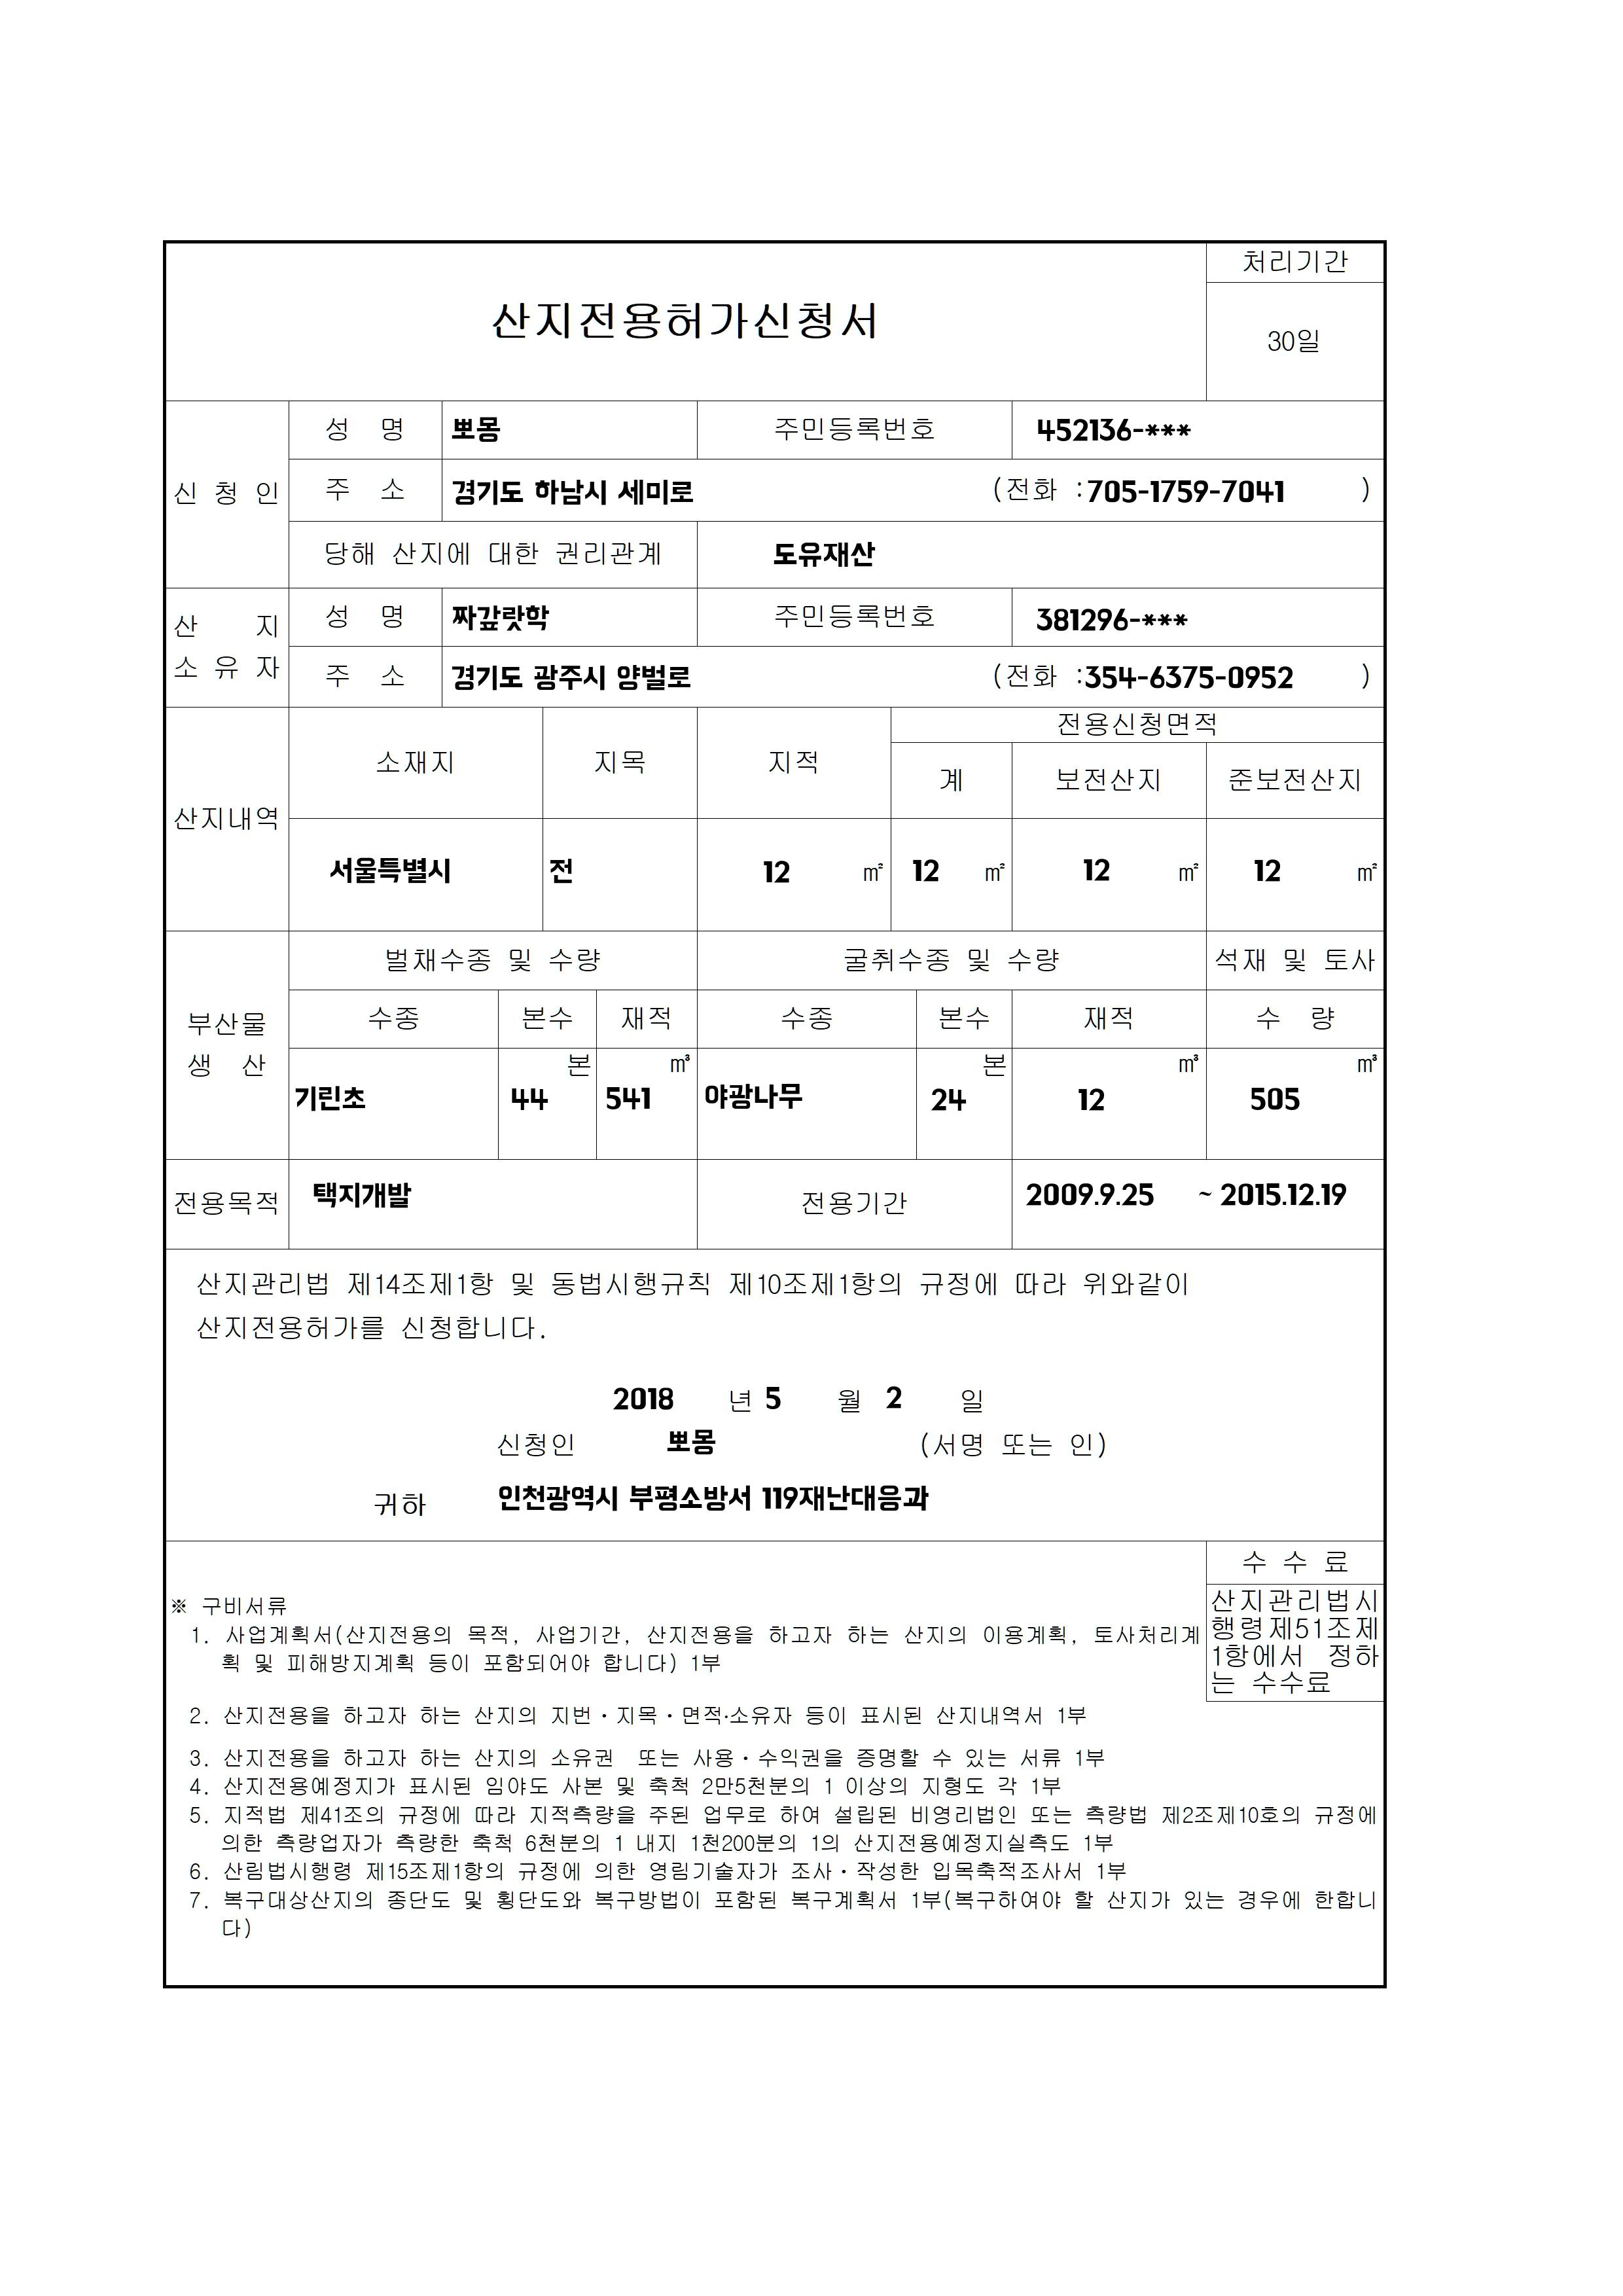 처리기간
산지전용허가신청서
30일
신 청 인
성 명 뽀몽 주민등록번호 452136-***
주 소 경기도 하남시 세미로 (전화 :705-1759-7041 )
당해 산지에 대한 권리관계 도유재산
산 지
소 유 자
성 명 짜갚랏학 주민등록번호 381296-***
주 소 경기도 광주시 양벌로 (전화 :354-6375-0952 )
산지내역
소재지 지목 지적 전용신청면적
계 보전산지 준보전산지
서울특별시 전 12 ㎡ 12 ㎡ 12 ㎡ 12 ㎡
부산물
생 산
벌채수종 및 수량 굴취수종 및 수량 석재 및 토사
수종 본수 재적 수종 본수 재적 수 량
본 ㎥ 본 ㎥ ㎥
기린초 44 541 야광나무 24 12 505
전용목적 택지개발 전용기간 2009.9.25 ~ 2015.12.19
산지관리법 제14조제1항 및 동법시행규칙 제10조제1항의 규정에 따라 위와같이
산지전용허가를 신청합니다.
2018 년 5 월 2 일
신청인 뽀몽 (서명 또는 인)
귀하 인천광역시 부평소방서 119재난대응과
수 수 료
산지관리법시
행령제51조제
1항에서 정하
는 수수료
※ 구비서류
1. 사업계획서(산지전용의 목적, 사업기간, 산지전용을 하고자 하는 산지의 이용계획, 토사처리계
획 및 피해방지계획 등이 포함되어야 합니다) 1부
2. 산지전용을 하고자 하는 산지의 지번·지목·면적·소유자 등이 표시된 산지내역서 1부
3. 산지전용을 하고자 하는 산지의 소유권 또는 사용·수익권을 증명할 수 있는 서류 1부
4. 산지전용예정지가 표시된 임야도 사본 및 축척 2만5천분의 1 이상의 지형도 각 1부
5. 지적법 제41조의 규정에 따라 지적측량을 주된 업무로 하여 설립된 비영리법인 또는 측량법 제2조제10호의 규정에
의한 측량업자가 측량한 축척 6천분의 1 내지 1천200분의 1의 산지전용예정지실측도 1부
6. 산림법시행령 제15조제1항의 규정에 의한 영림기술자가 조사·작성한 입목축적조사서 1부
7. 복구대상산지의 종단도 및 횡단도와 복구방법이 포함된 복구계획서 1부(복구하여야 할 산지가 있는 경우에 한합니
다)